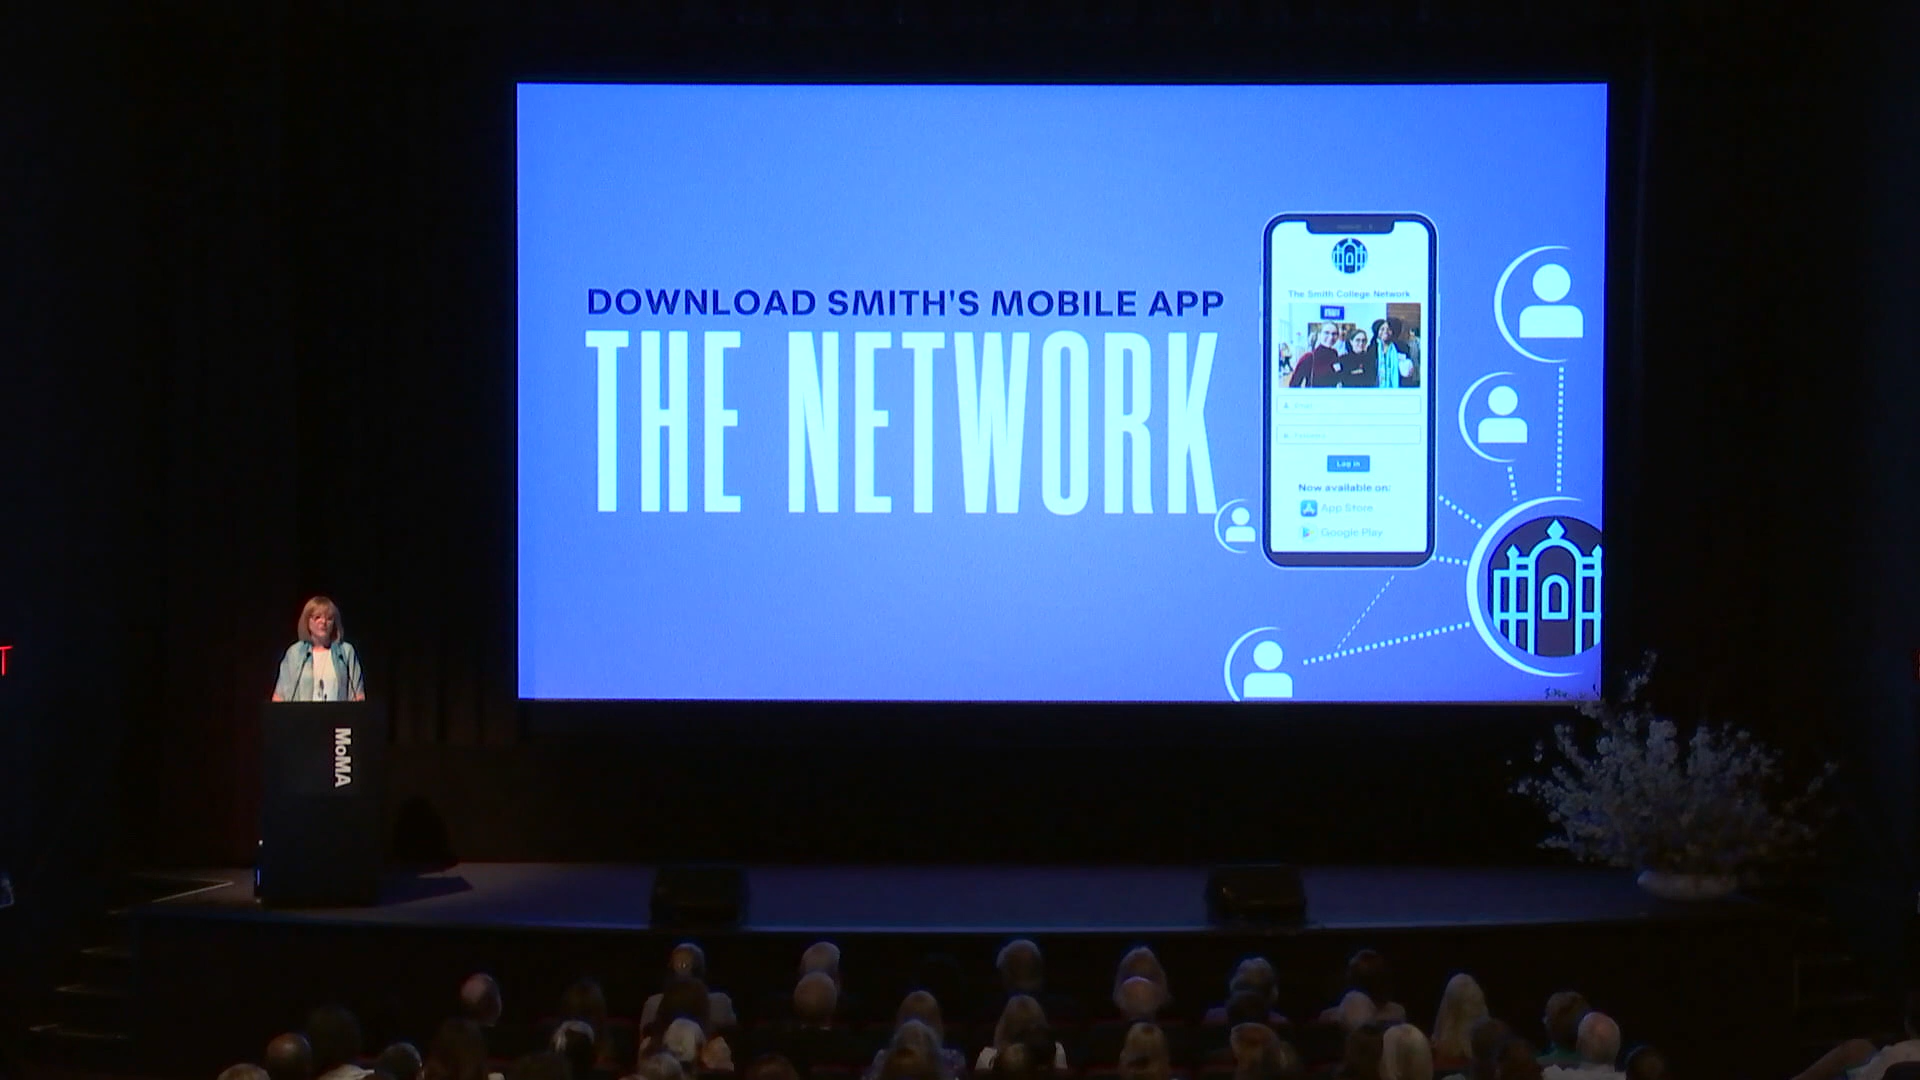 DOWNLOAD SMITH'S MOBILE APP
THE NETWORK
The Smith College Network
Log in
Now available on:
App Store
Google Play
MoMA
T